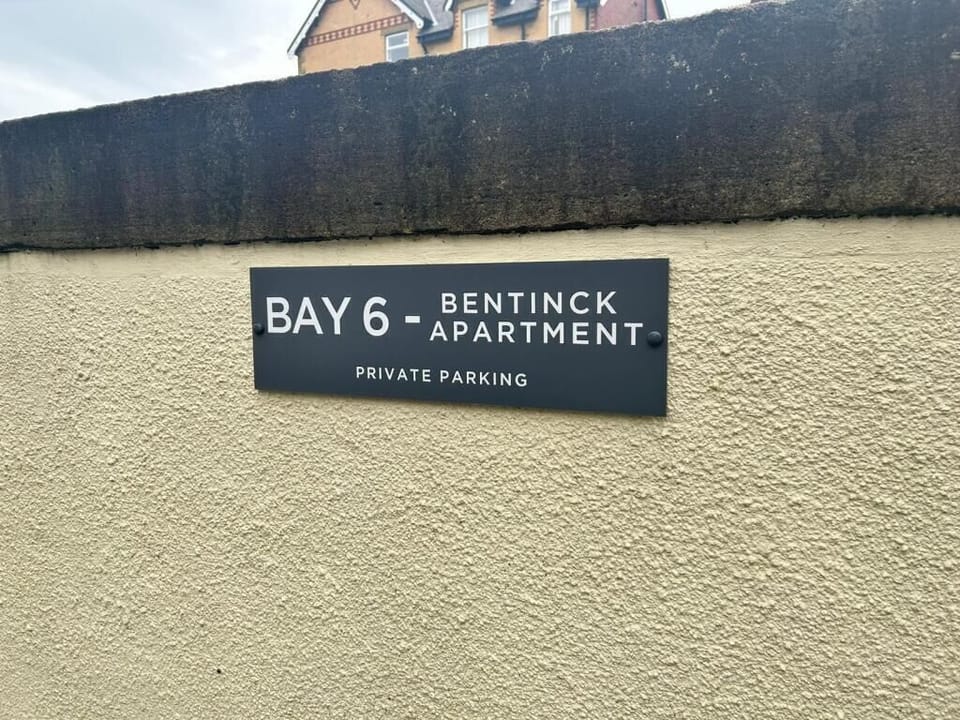 BAY 6 - BENTINCK
APARTMENT
PRIVATE PARKING